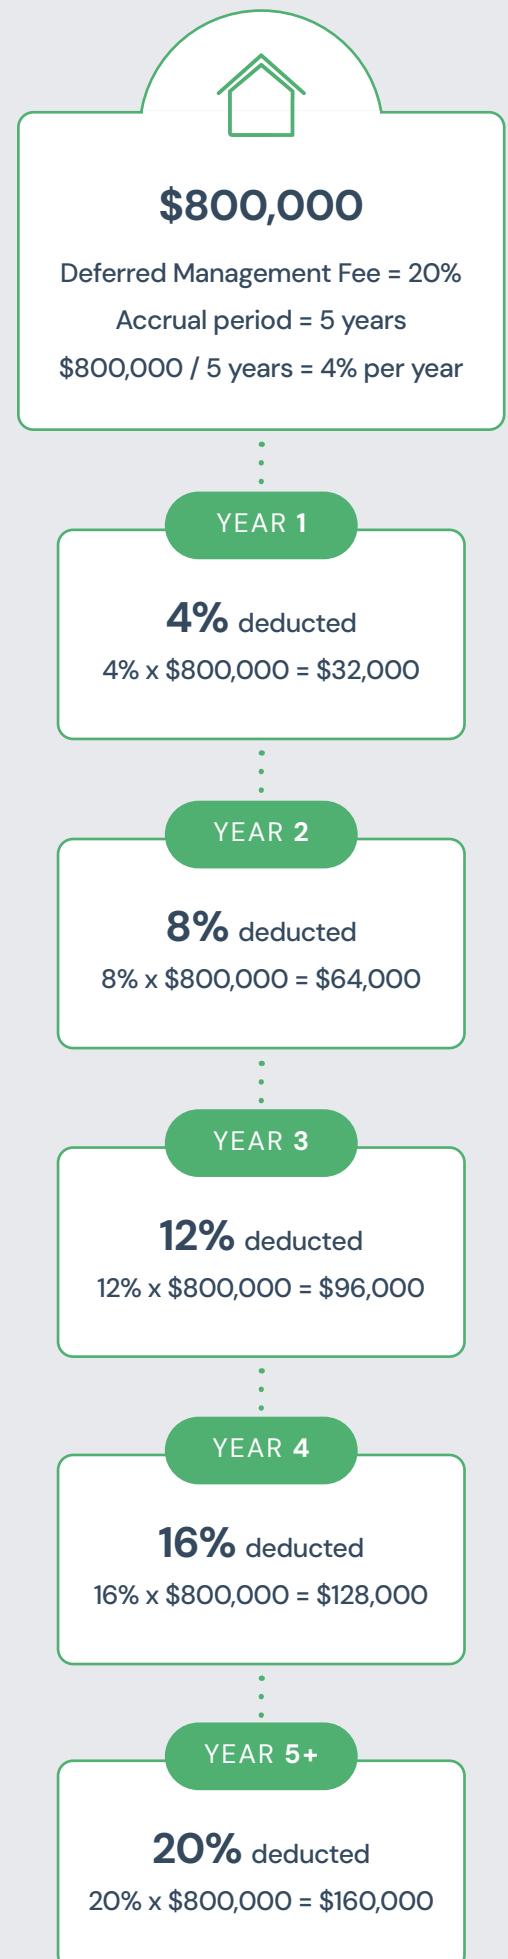 $800,000
Deferred Management Fee = 20%
Accrual period = 5 years
$800,000 / 5 years = 4% per year
YEAR 1
4% deducted
4% x $800,000 = $32,000
YEAR 2
8% deducted
8% x $800,000 = $64,000
YEAR 3
12% deducted
12% x $800,000 = $96,000
YEAR 4
16% deducted
16% x $800,000 = $128,000
YEAR 5+
20% deducted
20% x $800,000 = $160,000